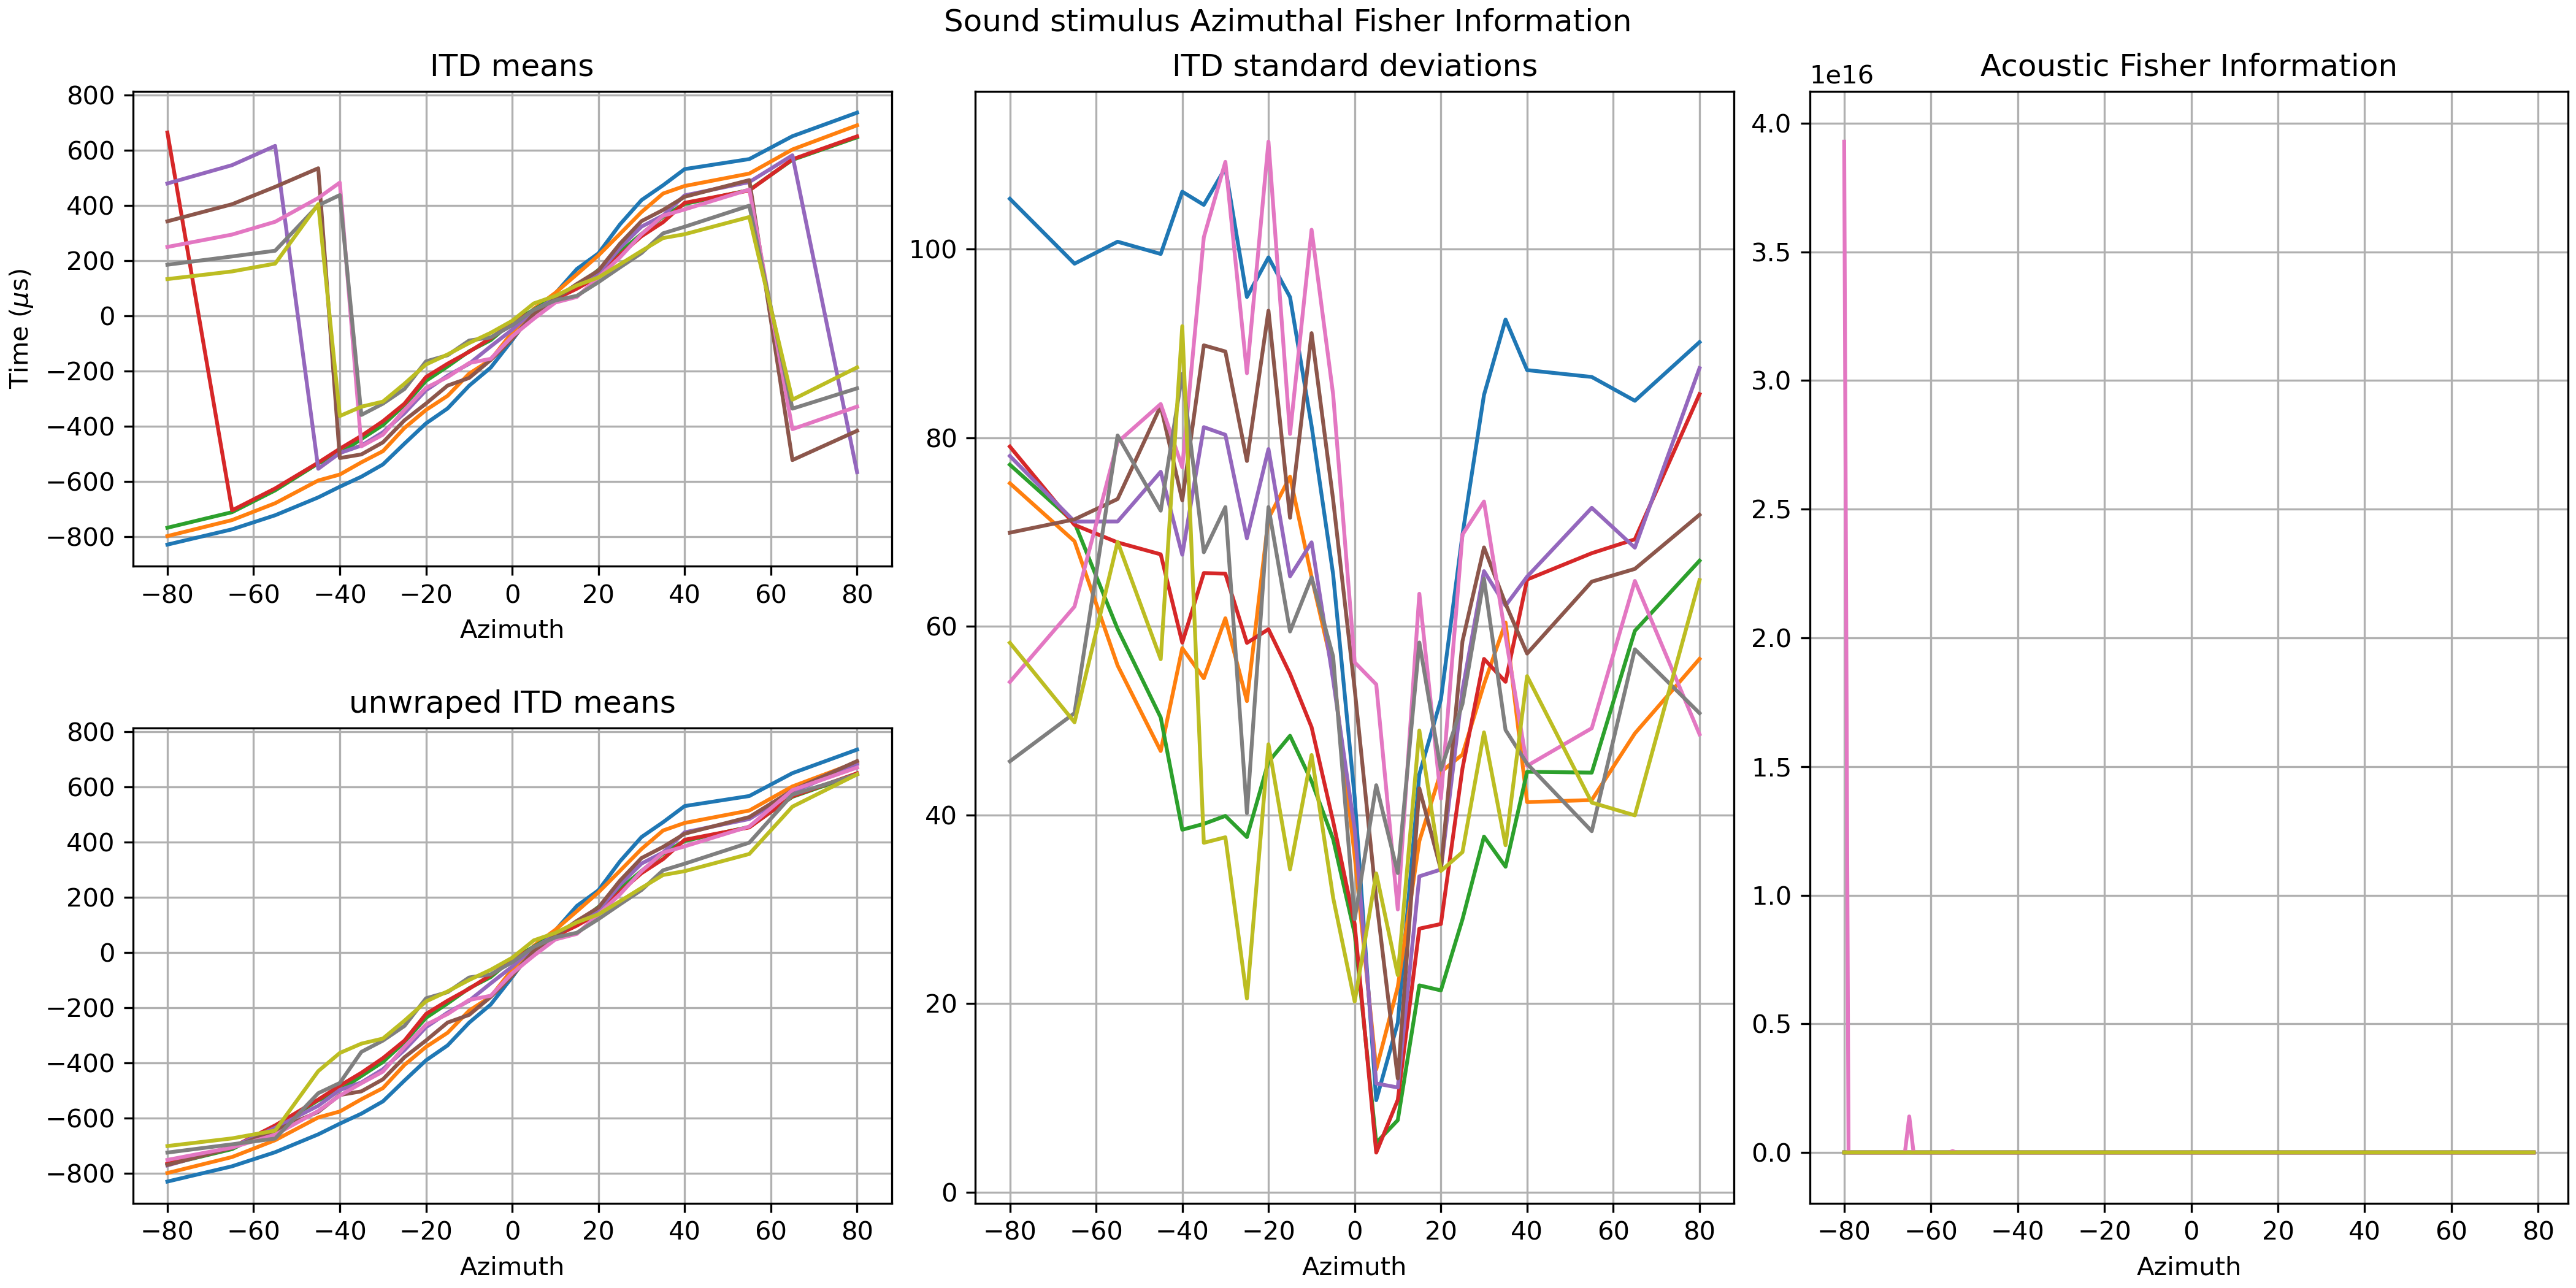 Sound stimulus Azimuthal Fisher Information
ITD means
800
600
400
200
0
−200
−400
−600
−800
Time (μs)
−80 −60 −40 −20 0 20 40 60 80
Azimuth
unwraped ITD means
800
600
400
200
0
−200
−400
−600
−800
−80 −60 −40 −20 0 20 40 60 80
Azimuth
ITD standard deviations
100
80
60
40
20
0
−80 −60 −40 −20 0 20 40 60 80
Azimuth
1e16
Acoustic Fisher Information
4.0
3.5
3.0
2.5
2.0
1.5
1.0
0.5
0.0
−80 −60 −40 −20 0 20 40 60 80
Azimuth